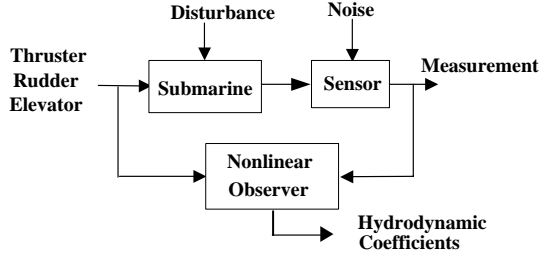 Disturbance
Noise
Thruster
Rudder
Elevator
Submarine
Sensor
Measurement
Nonlinear
Observer
Hydrodynamic
Coefficients